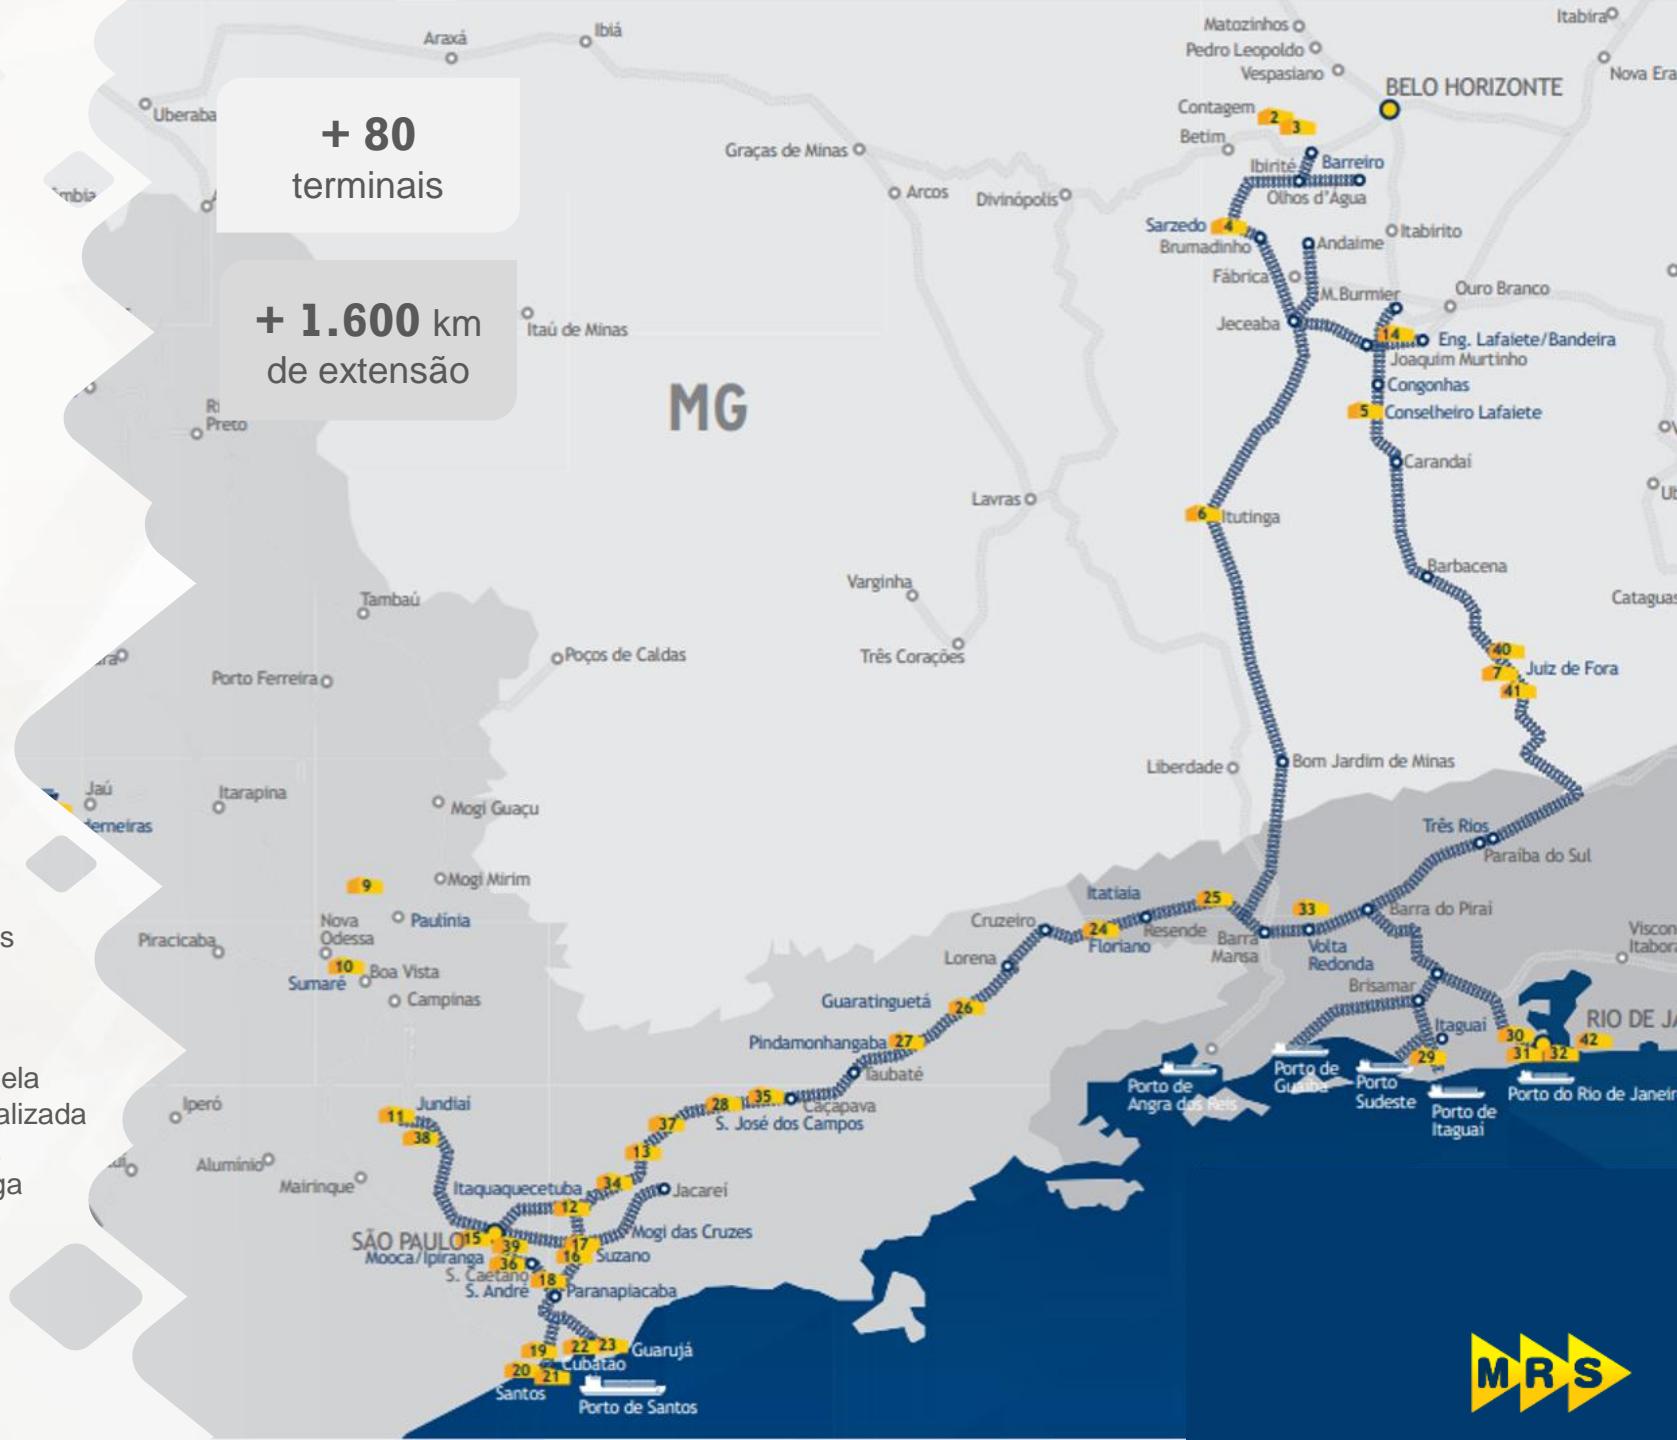 + 80
terminais
+ 1.600 km
de extensão
MG
Araxá
Ibiá
Uberaba
Graças de Minas
Arcos
Divinópolis
Itaú de Minas
Preto
Lavras
Varginha
Três Corações
Tambaú
Poços de Caldas
Porto Ferreira
Matozinhos
Pedro Leopoldo
Vespasiano
Itabira
Nova Era
BELO HORIZONTE
Contagem
2
3
Betim
Ibirité
Barreiro
Olhos d'Água
Sarzedo
4
Brumadinho
Andaime
Itabirito
Fábrica
M.Burmier
Ouro Branco
Jeceaba
14
Eng. Lafaiete/Bandeira
Joaquim Murtinho
Congonhas
5
Conselheiro Lafaiete
Carandaí
6
Itutinga
Barbacena
40
7
Juiz de Fora
41
Liberdade
Bom Jardim de Minas
Três Rios
Paraíba do Sul
Jaú
Itarapina
Mogi Guaçu
Mogi Mirim
9
Nova
Odessa
Paulínia
Piracicaba
10
Sumaré
Boa Vista
Campinas
Itatiaia
25
33
Barra do Piraí
Cruzeiro
24
Floriano
Resende
Barra
Mansa
Volta
Redonda
Lorena
Brisamar
Guaratinguetá
26
Pindamonhangaba
27
Taubaté
Itaguaí
30
31
32
42
29
Porto de
Angra dos Reis
Porto de
Guaíba
Porto
Sudeste
Porto de
Itaguaí
Iperó
11
Jundiaí
38
28
35
Caçapava
S. José dos Campos
37
13
Alumínio
Mairinque
Itaquaquecetuba
34
12
Jacareí
SÃO PAULO
15
39
17
Mogi das Cruzes
Mooca/Ipiranga
36
16
Suzano
S. Caetano
S. André
18
Paranapiacaba
19
22
23
Guarujá
Cubatão
20
21
Santos
Porto de Santos
MRS